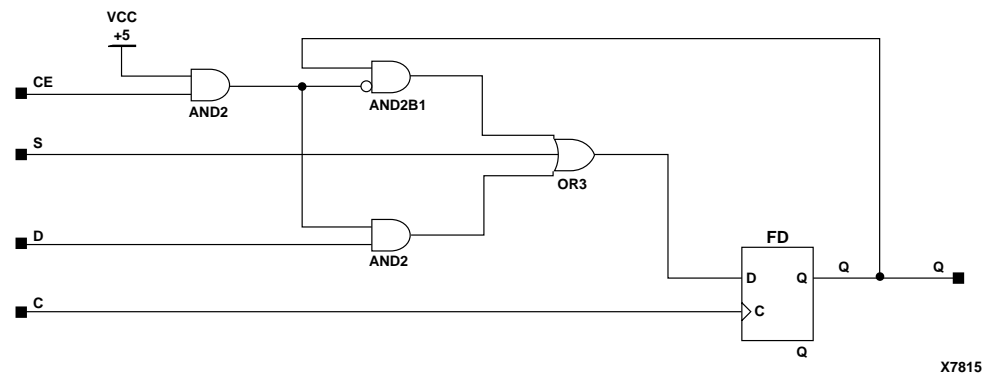 VCC
+5
CE
AND2
AND2B1
S
OR3
D
AND2
FD
D
Q
Q
Q
C
C
Q
X7815